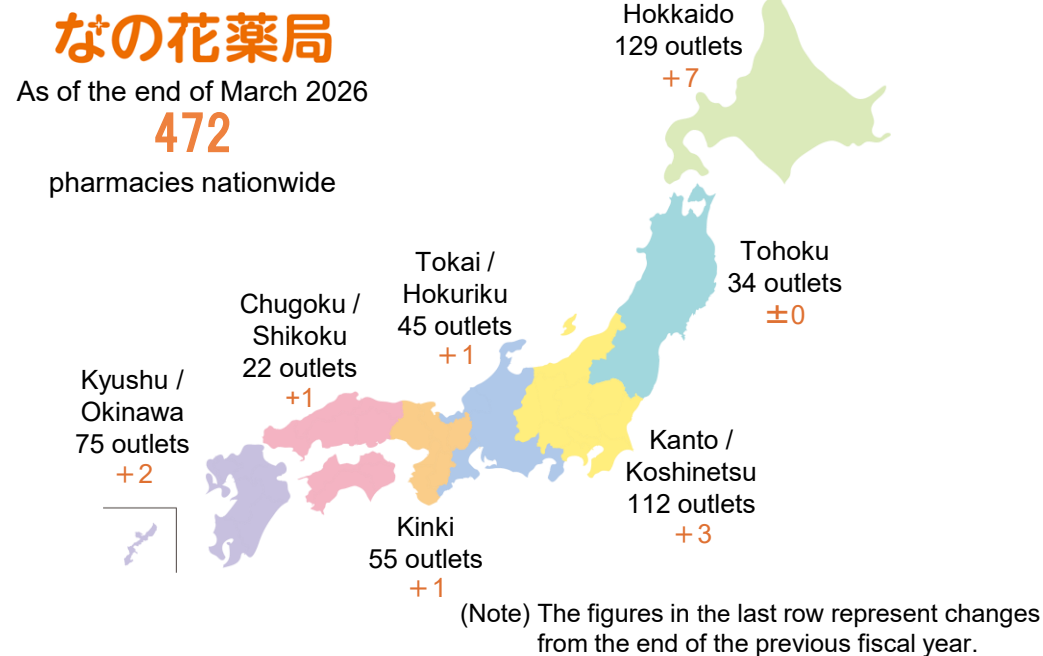 なの花薬局
As of the end of March 2026
472
pharmacies nationwide
Hokkaido
129 outlets
+7
Tohoku
34 outlets
±0
Tokai /
Hokuriku
45 outlets
+1
Chugoku /
Shikoku
22 outlets
+1
Kyushu /
Okinawa
75 outlets
+2
Kanto /
Koshinetsu
112 outlets
+3
Kinki
55 outlets
+1
(Note) The figures in the last row represent changes
from the end of the previous fiscal year.